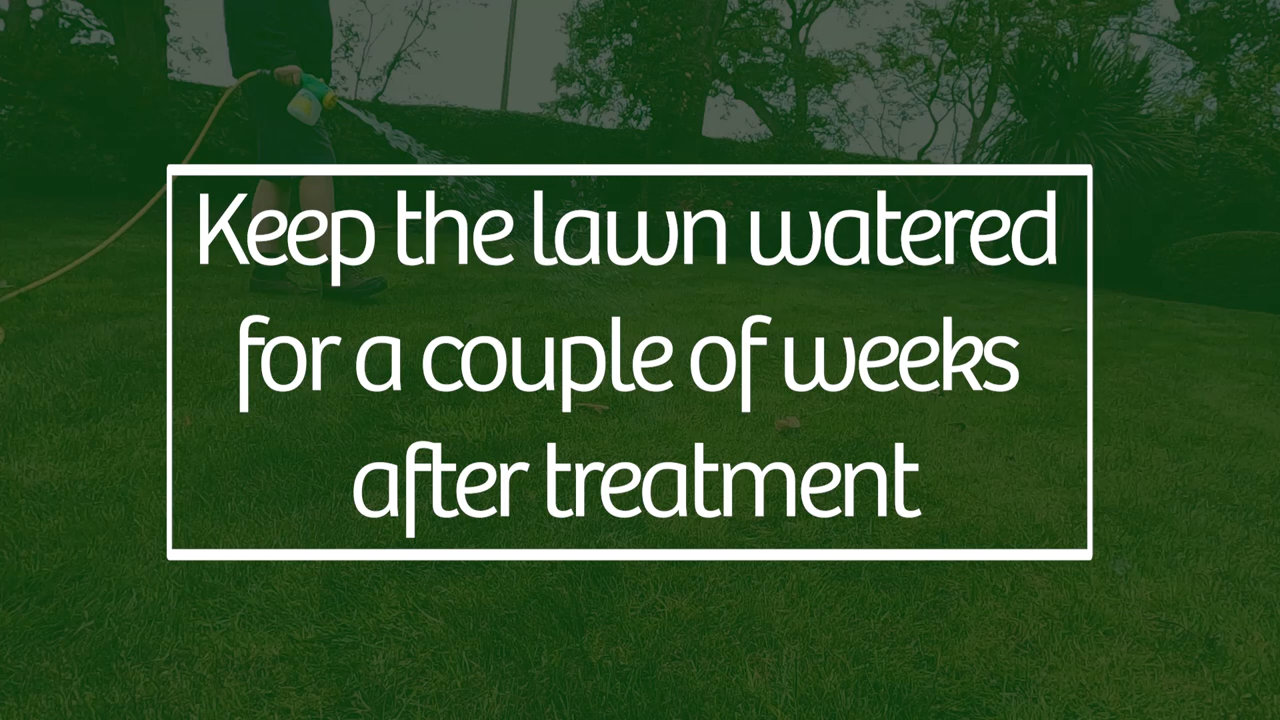 Keep the lawn watered
for a couple of weeks
after treatment